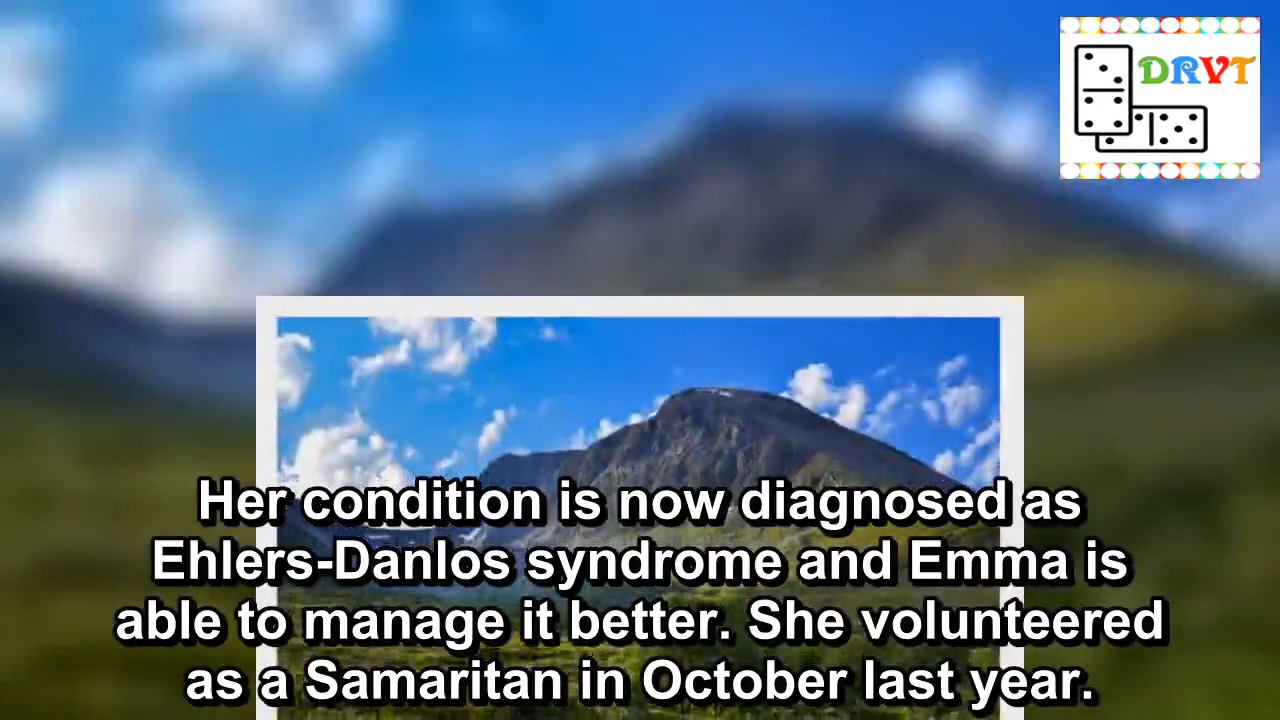 DRVT
Her condition is now diagnosed as
Ehlers-Danlos syndrome and Emma is
able to manage it better. She volunteered
as a Samaritan in October last year.